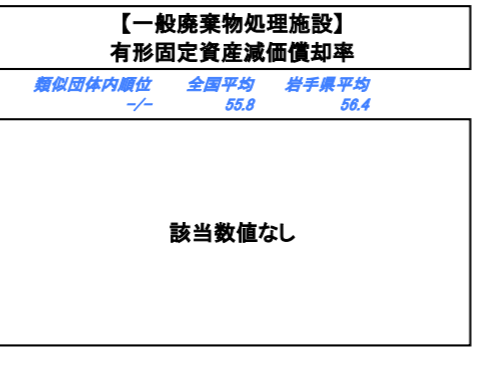 【一般廃棄物処理施設】
有形固定資産減価償却率
類似団体内順位 全国平均 岩手県平均
-/- 55.8 56.4
該当数値なし